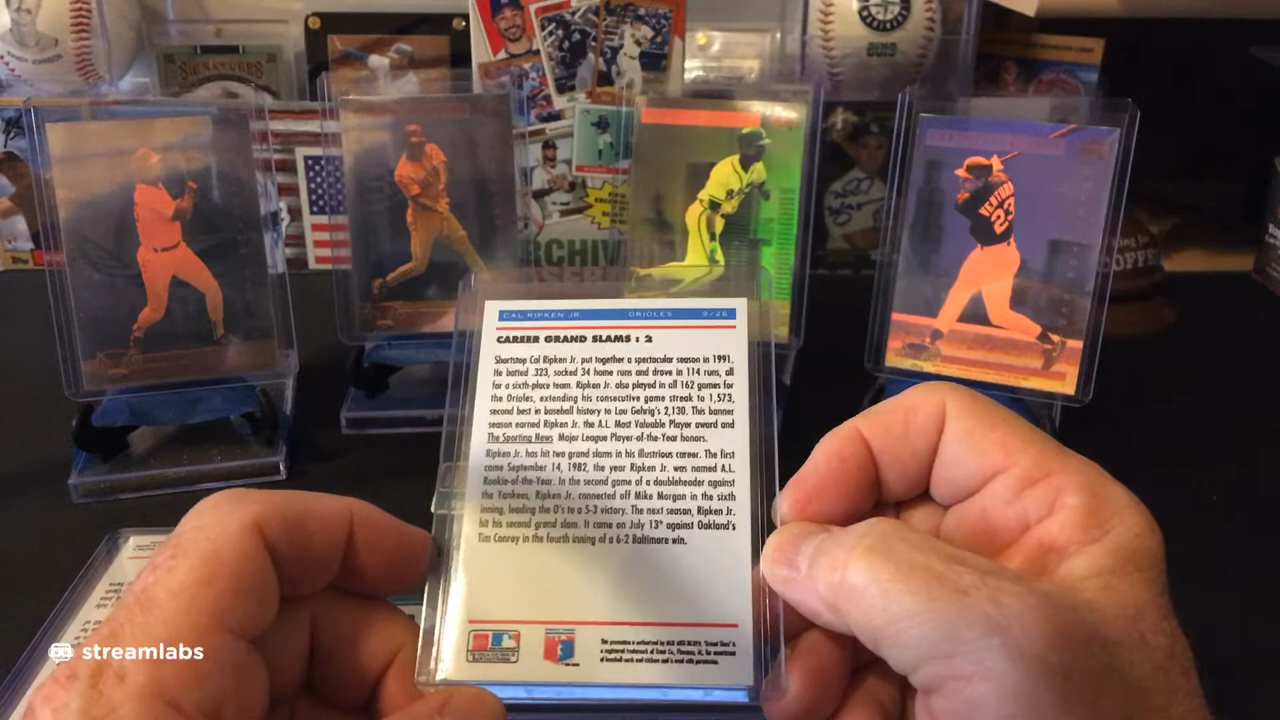 SIGNATURES
2019
VENTURA
23
COFFEE
CAL RIPKEN JR. ORIOLES 9/26
CAREER GRAND SLAMS : 2
Shortstop Cal Ripken Jr. put together a spectacular season in 1991.
He batted .323, socked 34 home runs and drove in 114 runs, all
for a sixth-place team. Ripken Jr. also played in all 162 games for
the Orioles, extending his consecutive game streak to 1,573,
second best in baseball history to Lou Gehrig's 2,130. This banner
season earned Ripken Jr. the A.L. Most Valuable Player award and
The Sporting News Major League Player-of-the-Year honors.
Ripken Jr. has hit two grand slams in his illustrious career. The first
came September 14, 1982, the year Ripken Jr. was named A.L.
Rookie-of-the-Year. In the second game of a doubleheader against
the Yankees, Ripken Jr. connected off Mike Morgan in the sixth
inning, leading the O's to a 5-3 victory. The next season, Ripken Jr.
hit his second grand slam. It came on July 13th against Oakland's
Tim Conroy in the fourth inning of a 6-2 Baltimore win.
streamlabs